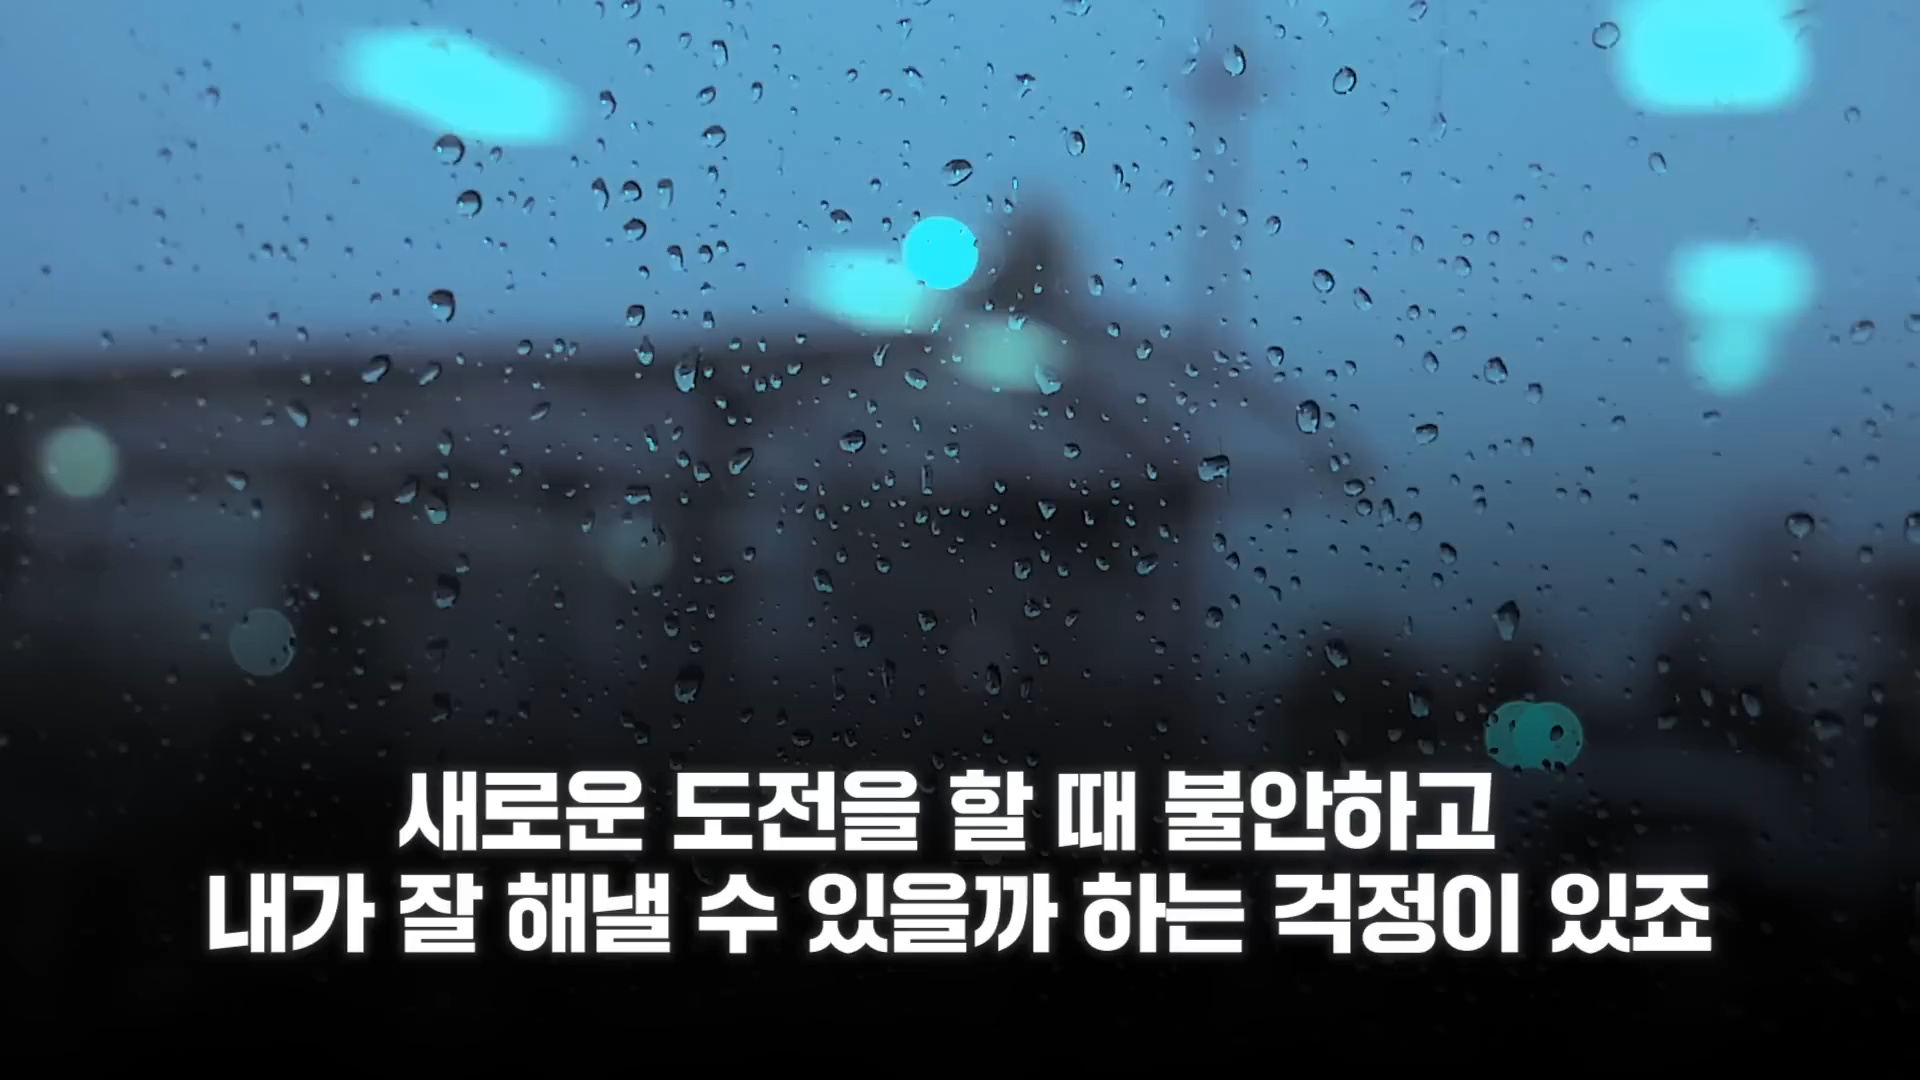 새로운 도전을 할 때 불안하고
내가 잘 해낼 수 있을까 하는 걱정이 있죠